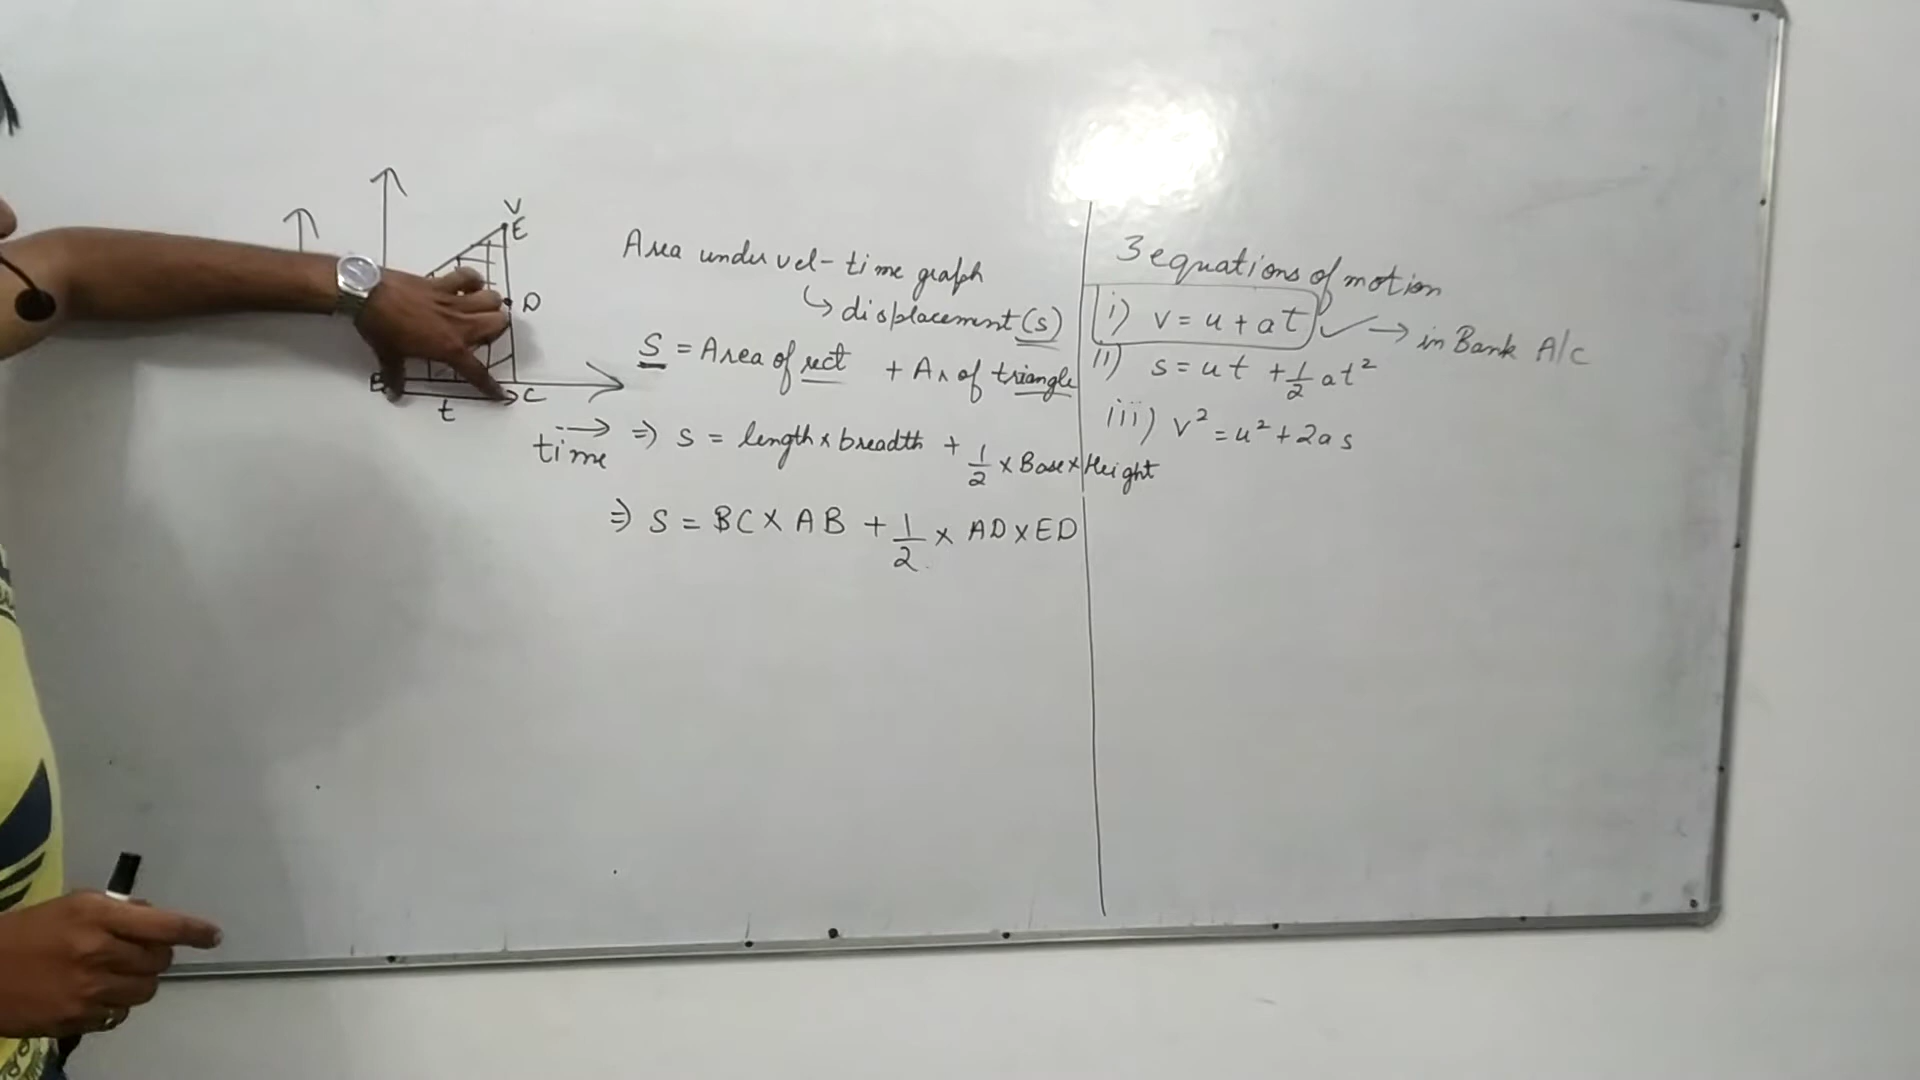 V
E
D
B
C
t
time
Area under vel-time graph
↳ displacement (s)
S = Area of rect + Ar of triangle
⇒ S = length × breadth + 1/2 × Base × Height
⇒ S = BC × AB + 1/2 × AD × ED
3 equations of motion
i) v = u + at ✓ → in Bank A/c
ii) s = ut + 1/2 at²
iii) v² = u² + 2as